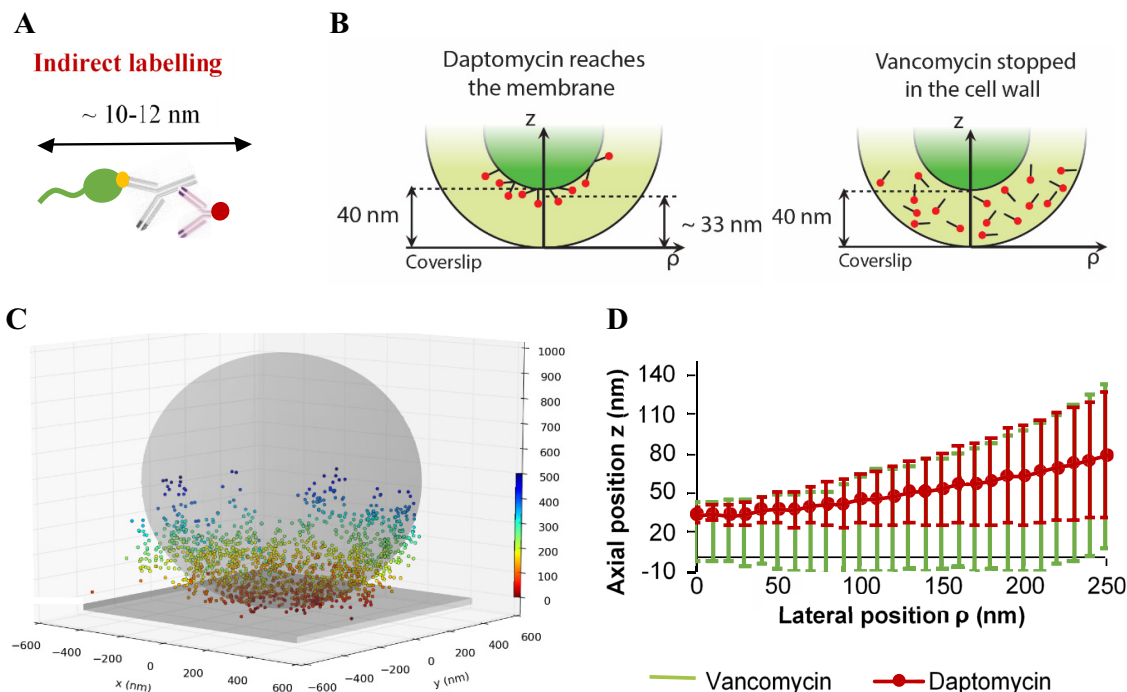 A
Indirect labelling
~ 10-12 nm
B
Daptomycin reaches
the membrane
z
40 nm
~ 33 nm
Coverslip
ρ
Vancomycin stopped
in the cell wall
z
40 nm
Coverslip
ρ
C
1000
900
800
700
600
500
400
300
200
100
0
500
400
300
200
100
0
−600
−400
−200
0
200
400
600
x (nm)
−600
−400
−200
0
200
400
600
y (nm)
D
Axial position z (nm)
140
110
80
50
20
-10
0
50
100
150
200
250
Lateral position ρ (nm)
Vancomycin
Daptomycin